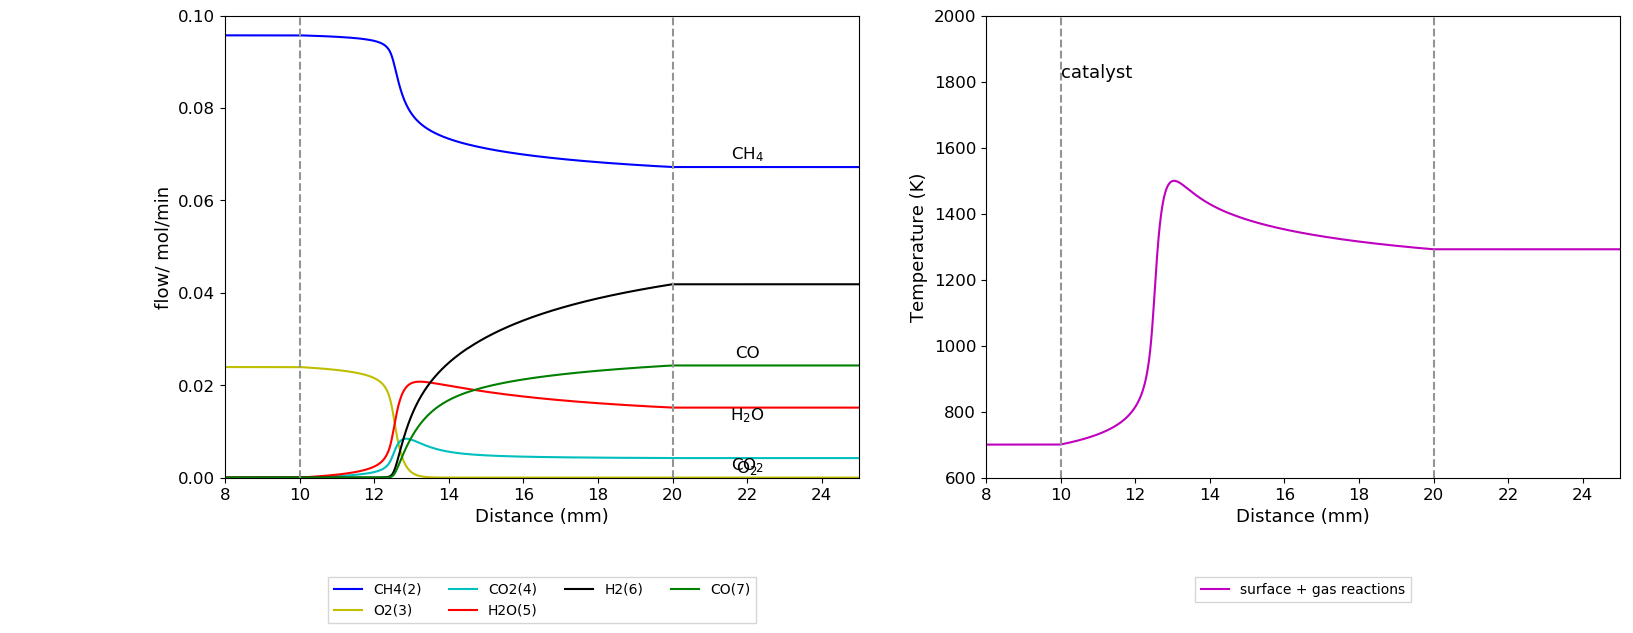 0.10
0.08
0.06
0.04
0.02
0.00
flow/ mol/min
CH₄
CO
H₂O
CO₂
O₂
8 10 12 14 16 18 20 22 24
Distance (mm)
CH4(2) CO2(4) H2(6) CO(7)
O2(3) H2O(5)
2000
1800
1600
1400
1200
1000
800
600
Temperature (K)
catalyst
8 10 12 14 16 18 20 22 24
Distance (mm)
surface + gas reactions